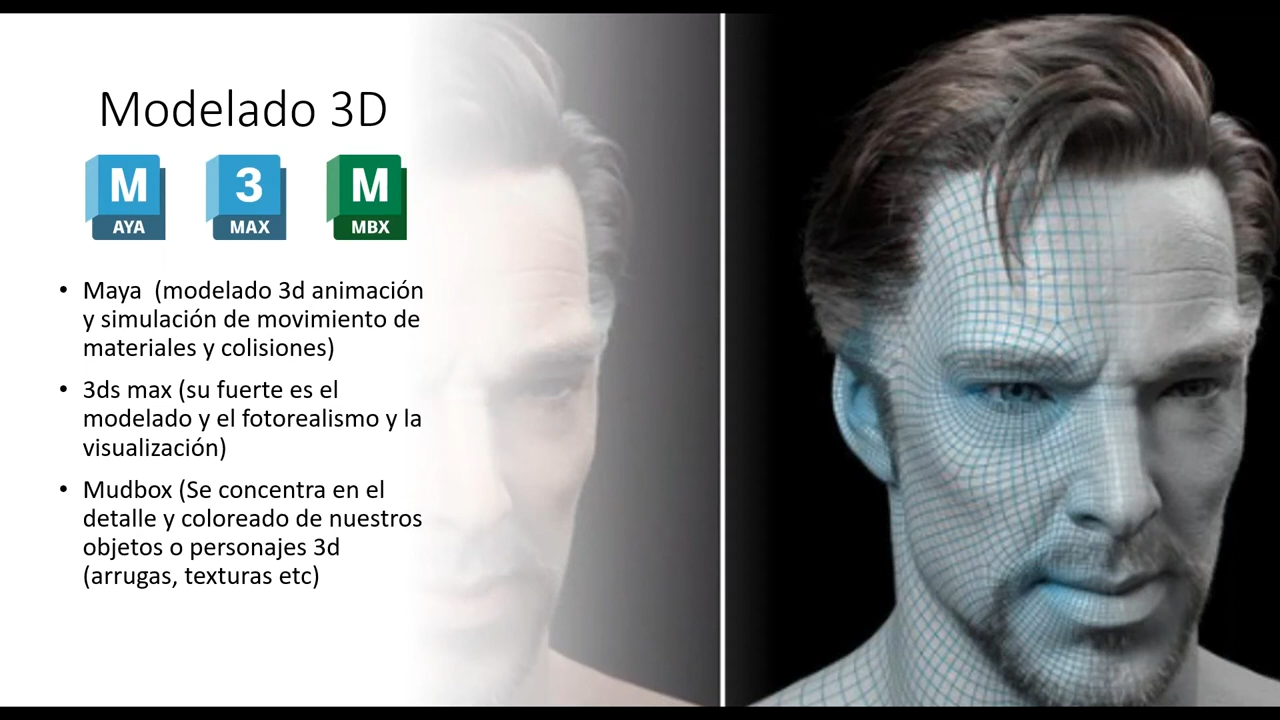 Modelado 3D
M
AYA
3
MAX
M
MBX
• Maya  (modelado 3d animación
y simulación de movimiento de
materiales y colisiones)
• 3ds max (su fuerte es el
modelado y el fotorealismo y la
visualización)
• Mudbox (Se concentra en el
detalle y coloreado de nuestros
objetos o personajes 3d
(arrugas, texturas etc)